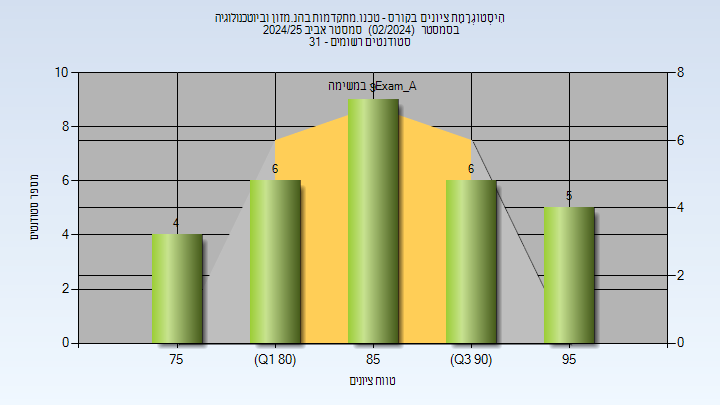 היסטוגרמת ציונים בקורס - טכנו.מתקדמות בהנ.מזון וביוטכנולוגיה
בסמסטר (02/2024) סמסטר אביב 2024/25
סטודנטים רשומים - 31
במשימה Exam_A
10
8
6
4
2
0
8
6
4
2
0
4
6
9
6
5
מספר סטודנטים
75
(Q1 80)
85
(Q3 90)
95
טווח ציונים